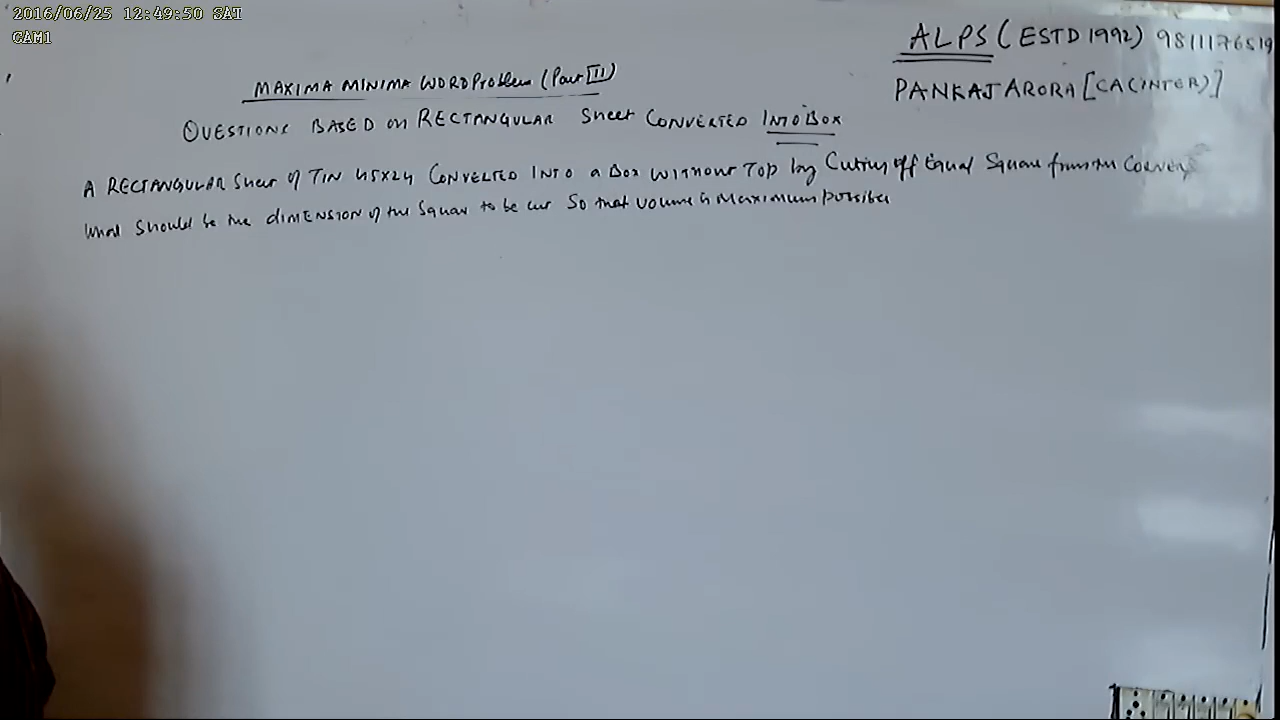 2016/06/25 12:49:50 SAT
CAM1
ALPS (ESTD 1992) 9811176519
PANKAJ ARORA [CA(INTER)]
MAXIMA MINIMA WORD Problem (Part III)
QUESTIONS BASED on RECTANGULAR Sheet CONVERTED INTO BOX
A RECTANGULAR Sheet of TIN 45x24 CONVERTED INTO a Box WITHOUT TOP by Cutting off Equal Square from the Corners
What Should be the DIMENSION of the Square to be cut So that volume is Maximum possible